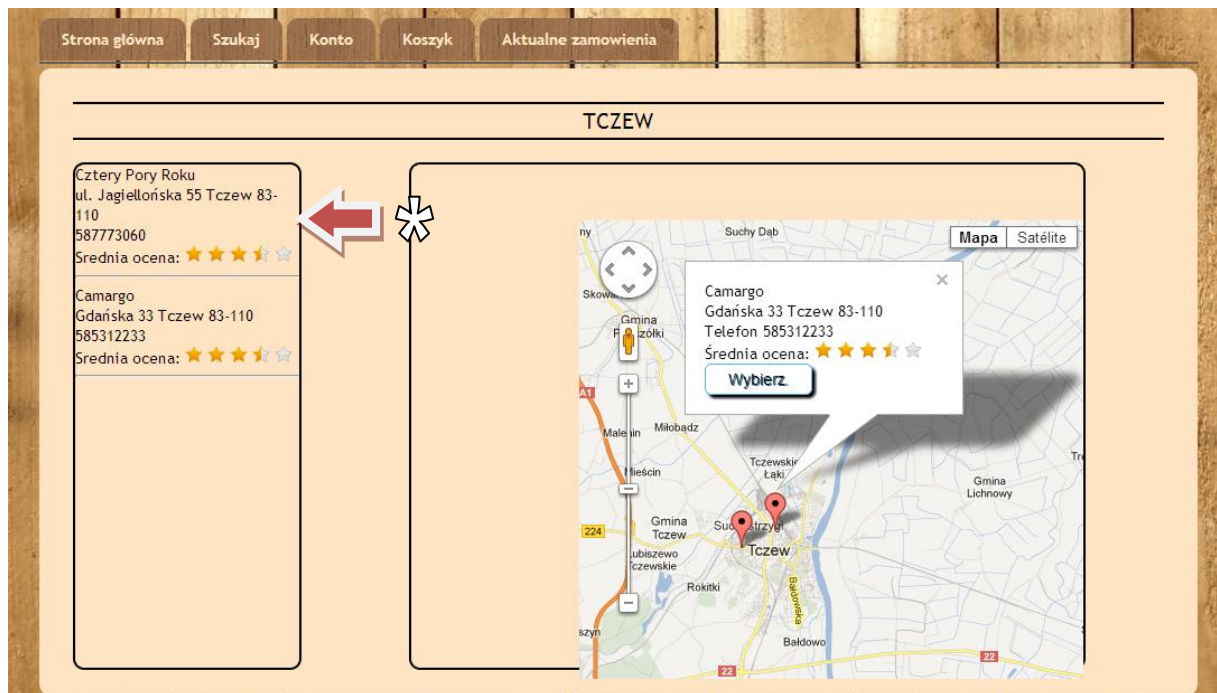 Strona główna Szukaj Konto Koszyk Aktualne zamowienia
TCZEW
Cztery Pory Roku
ul. Jagiellońska 55 Tczew 83-
110
587773060
Srednia ocena:
Camargo
Gdańska 33 Tczew 83-110
585312233
Srednia ocena:
*
ny
Suchy Dąb
Mapa Satélite
Camargo
Gdańska 33 Tczew 83-110
Telefon 585312233
Średnia ocena:
Wybierz
Gmina
A1
Miłobądz
Mieścin
Tczewskie
Łąki
Gmina
Lichnowy
Gmina
Tczew
224
Tczew
Rokitki
Bałdowska
Bałdowo
szyn
22
22